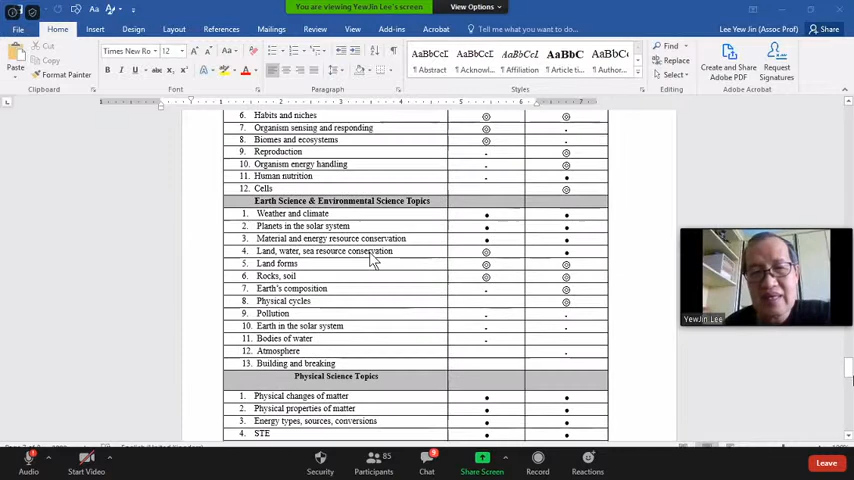 You are viewing YewJin Lee's screen
View Options
Lee Yew Jin (Assoc Prof)
File Home Insert Draw Design Layout References Mailings Review View Add-ins Acrobat Tell me what you want to do Share
Paste
Cut
Copy
Format Painter
Times New Ro 12
Clipboard
Font
Paragraph
AaBbCcI AaBbCcL AaBbCcL AaBbC AaBbC
¶ Abstract ¶ Acknowl... ¶ Affiliation ¶ Article ti... ¶ Author...
Styles
Find
Replace
Select
Editing
Create and Share Adobe PDF
Request Signatures
Adobe Acrobat
6. Habits and niches ◎ ◎
7. Organism sensing and responding ◎ .
8. Biomes and ecosystems ◎ .
9. Reproduction - ◎
10. Organism energy handling - ◎
11. Human nutrition - •
12. Cells ◎
Earth Science & Environmental Science Topics
1. Weather and climate • •
2. Planets in the solar system • •
3. Material and energy resource conservation • •
4. Land, water, sea resource conservation ◎ •
5. Land forms ◎ ◎
6. Rocks, soil ◎ ◎
7. Earth's composition - ◎
8. Physical cycles ◎
9. Pollution - -
10. Earth in the solar system - -
11. Bodies of water -
12. Atmosphere .
13. Building and breaking
Physical Science Topics
1. Physical changes of matter • •
2. Physical properties of matter • •
3. Energy types, sources, conversions • •
4. STE • •
YewJin Lee
English (United Kingdom)
Audio
Start Video
Security
Participants 85
Chat 9
Share Screen
Record
Reactions
Leave